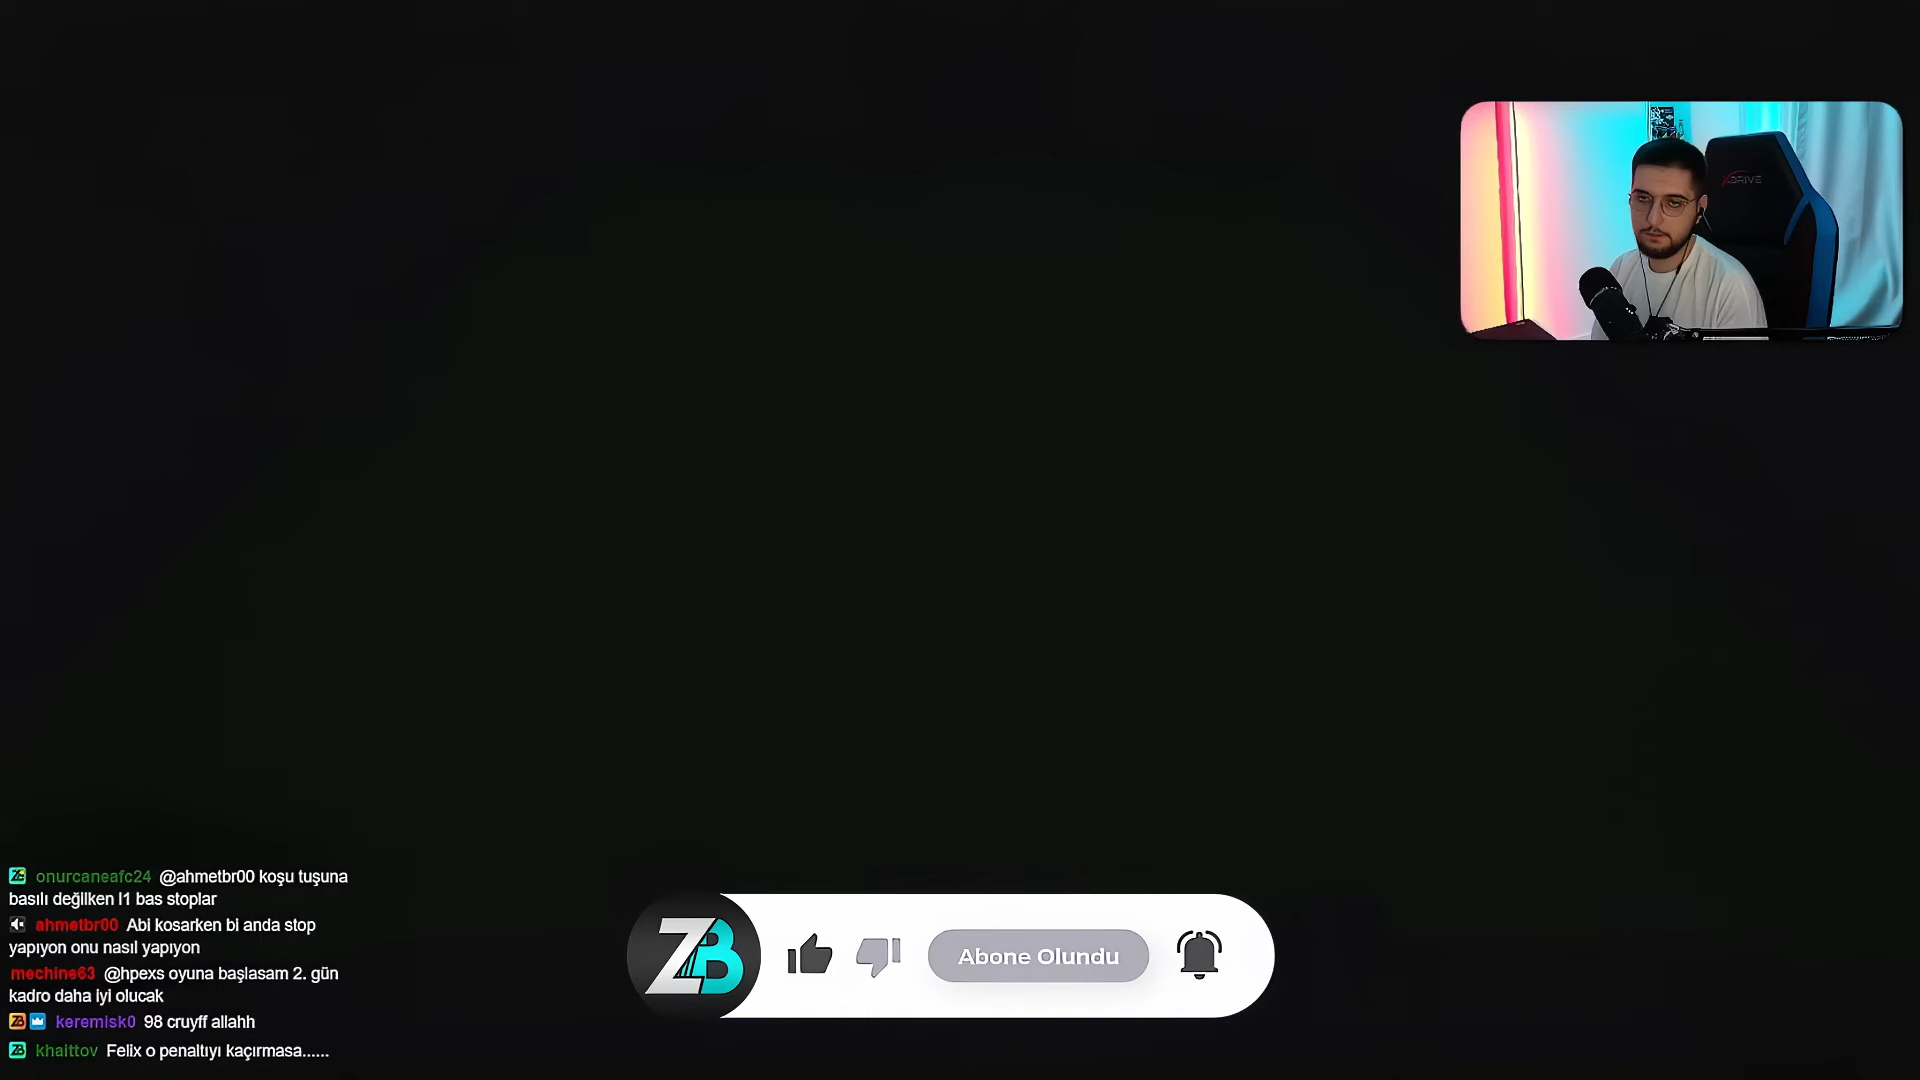 XDRIVE
onurcaneafc24 @ahmetbr00 koşu tuşuna
basılı değilken l1 bas stoplar
ahmetbr00 Abi kosarken bi anda stop
yapıyon onu nasıl yapıyon
mechine63 @hpexs oyuna başlasam 2. gün
kadro daha iyi olucak
keremisk0 98 cruyff allahh
khaittov Felix o penaltıyı kaçırmasa......
ZB
Abone Olundu